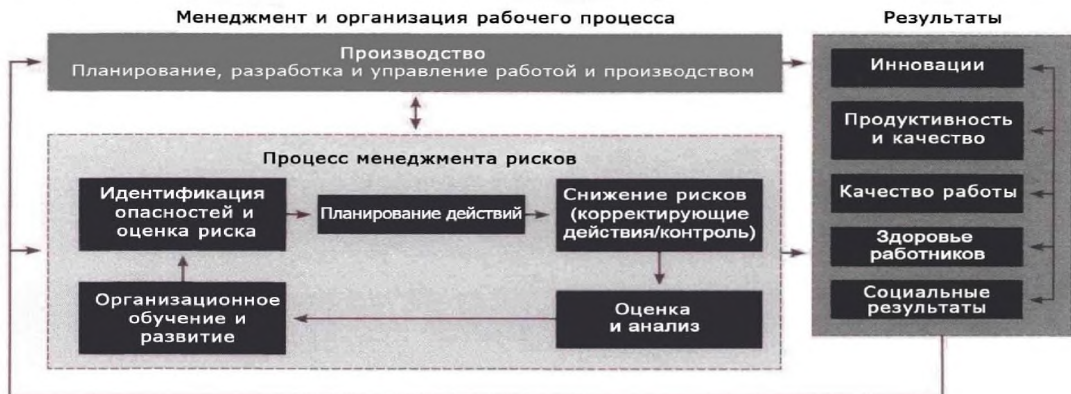 Менеджмент и организация рабочего процесса
Производство
Планирование, разработка и управление работой и производством
Процесс менеджмента рисков
Идентификация
опасностей и
оценка риска
Планирование действий
Снижение рисков
(корректирующие
действия/контроль)
Организационное
обучение и
развитие
Оценка
и анализ
Результаты
Инновации
Продуктивность
и качество
Качество работы
Здоровье
работников
Социальные
результаты